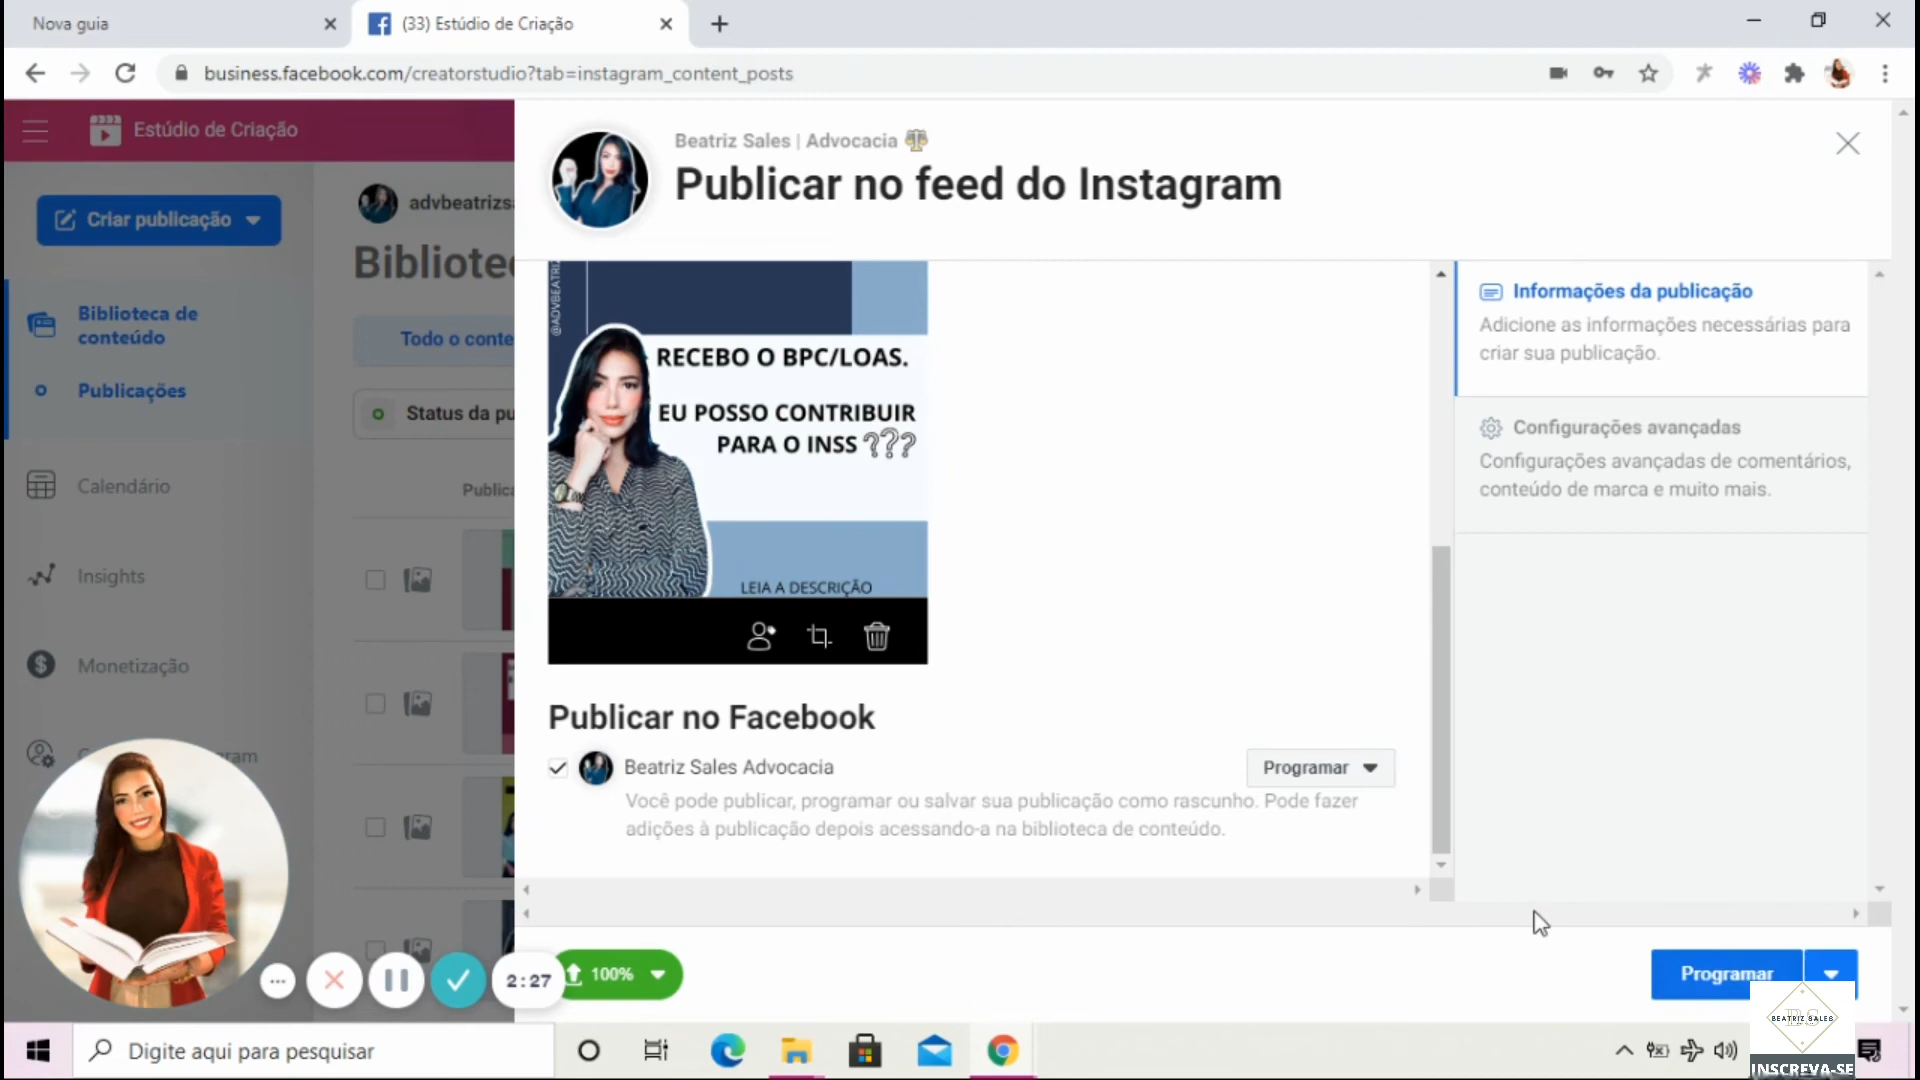 Nova guia
(33) Estúdio de Criação
business.facebook.com/creatorstudio?tab=instagram_content_posts
Estúdio de Criação
Criar publicação
Biblioteca de
conteúdo
Publicações
Calendário
Insights
Monetização
advbeatrizs
Bibliote
Todo o conte
Status da pu
Public
Beatriz Sales | Advocacia
Publicar no feed do Instagram
@ADVBEATRIZ
RECEBO O BPC/LOAS.
EU POSSO CONTRIBUIR
PARA O INSS ???
LEIA A DESCRIÇÃO
Publicar no Facebook
Beatriz Sales Advocacia
Programar
Você pode publicar, programar ou salvar sua publicação como rascunho. Pode fazer
adições à publicação depois acessando-a na biblioteca de conteúdo.
Informações da publicação
Adicione as informações necessárias para
criar sua publicação.
Configurações avançadas
Configurações avançadas de comentários,
conteúdo de marca e muito mais.
2:27
100%
Programar
BEATRIZ SALES
INSCREVA-SE
Digite aqui para pesquisar